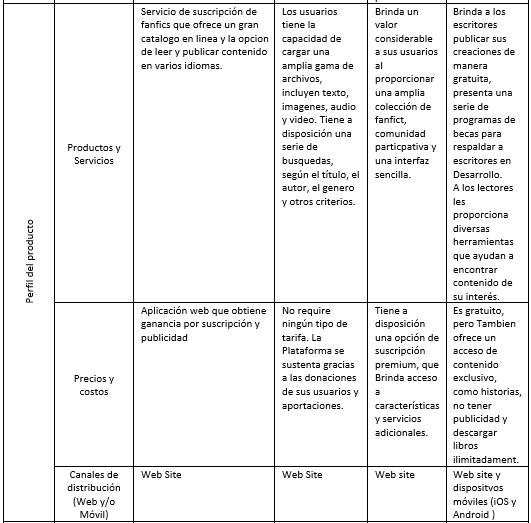 Perfil del producto
Productos y
Servicios
Servicio de suscripción de
fanfics que ofrece un gran
catalogo en linea y la opcion
de leer y publicar contenido
en varios idiomas.
Los usuarios
tiene la
capacidad de
cargar una
amplia gama de
archivos,
incluyen texto,
imagenes, audio
y video. Tiene a
disposición una
serie de
busquedas,
según el título, el
autor, el genero
y otros criterios.
Brinda un
valor
considerable
a sus usuarios
al
proporcionar
una amplia
colección de
fanfict,
comunidad
particpativa y
una interfaz
sencilla.
Brinda a los
escritores
publicar sus
creaciones de
manera
gratuita,
presenta una
serie de
programas de
becas para
respaldar a
escritores en
Desarrollo.
A los lectores
les
proporciona
diversas
herramientas
que ayudan a
encontrar
contenido de
su interés.
Precios y
costos
Aplicación web que obtiene
ganancia por suscripción y
publicidad
No require
ningún tipo de
tarifa. La
Plataforma se
sustenta gracias
a las donaciones
de sus usuarios y
aportaciones.
Tiene a
disposición
una opción de
suscripción
premium, que
Brinda acceso
a
características
y servicios
adicionales.
Es gratuito,
pero Tambien
ofrece un
acceso de
contenido
exclusivo,
como historias,
no tener
publicidad y
descargar
libros
ilimitadament.
Canales de
distribución
(Web y/o
Móvil)
Web Site
Web Site
Web site
Web site y
dispositvos
móviles (iOS y
Android )